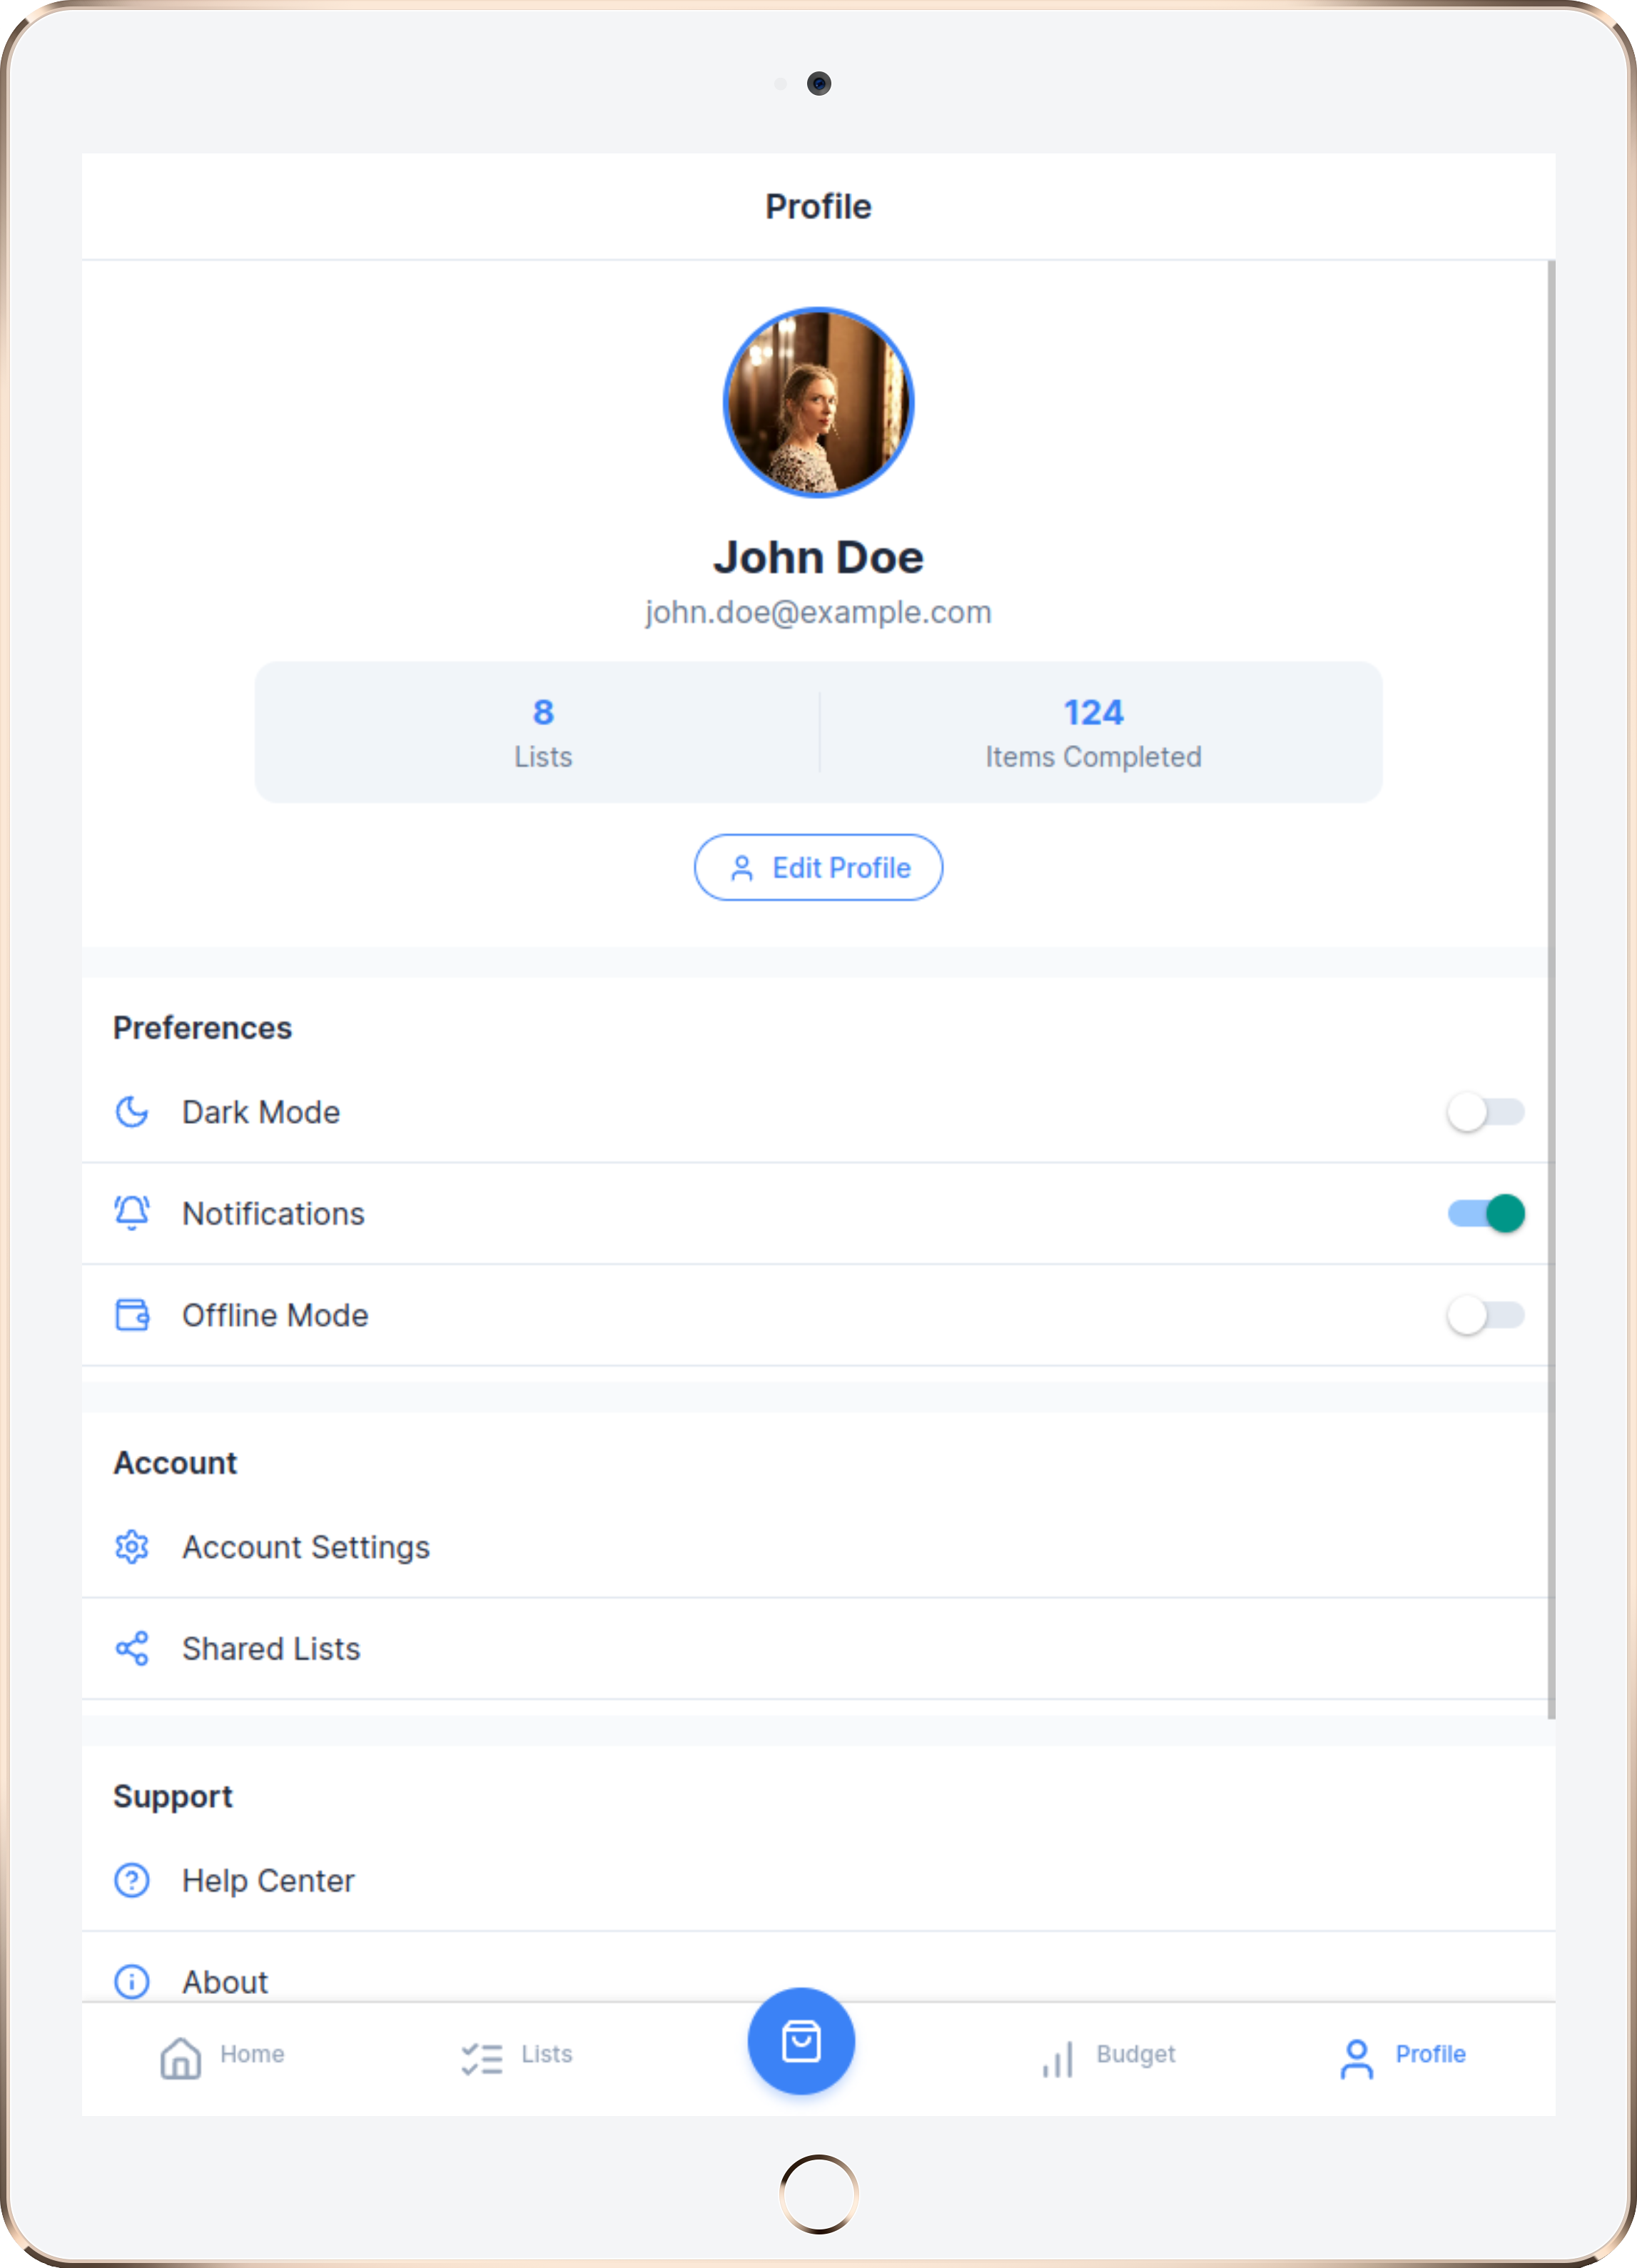 Profile
John Doe
john.doe@example.com
8
Lists
124
Items Completed
Edit Profile
Preferences
Dark Mode
Notifications
Offline Mode
Account
Account Settings
Shared Lists
Support
Help Center
About
Home
Lists
Budget
Profile